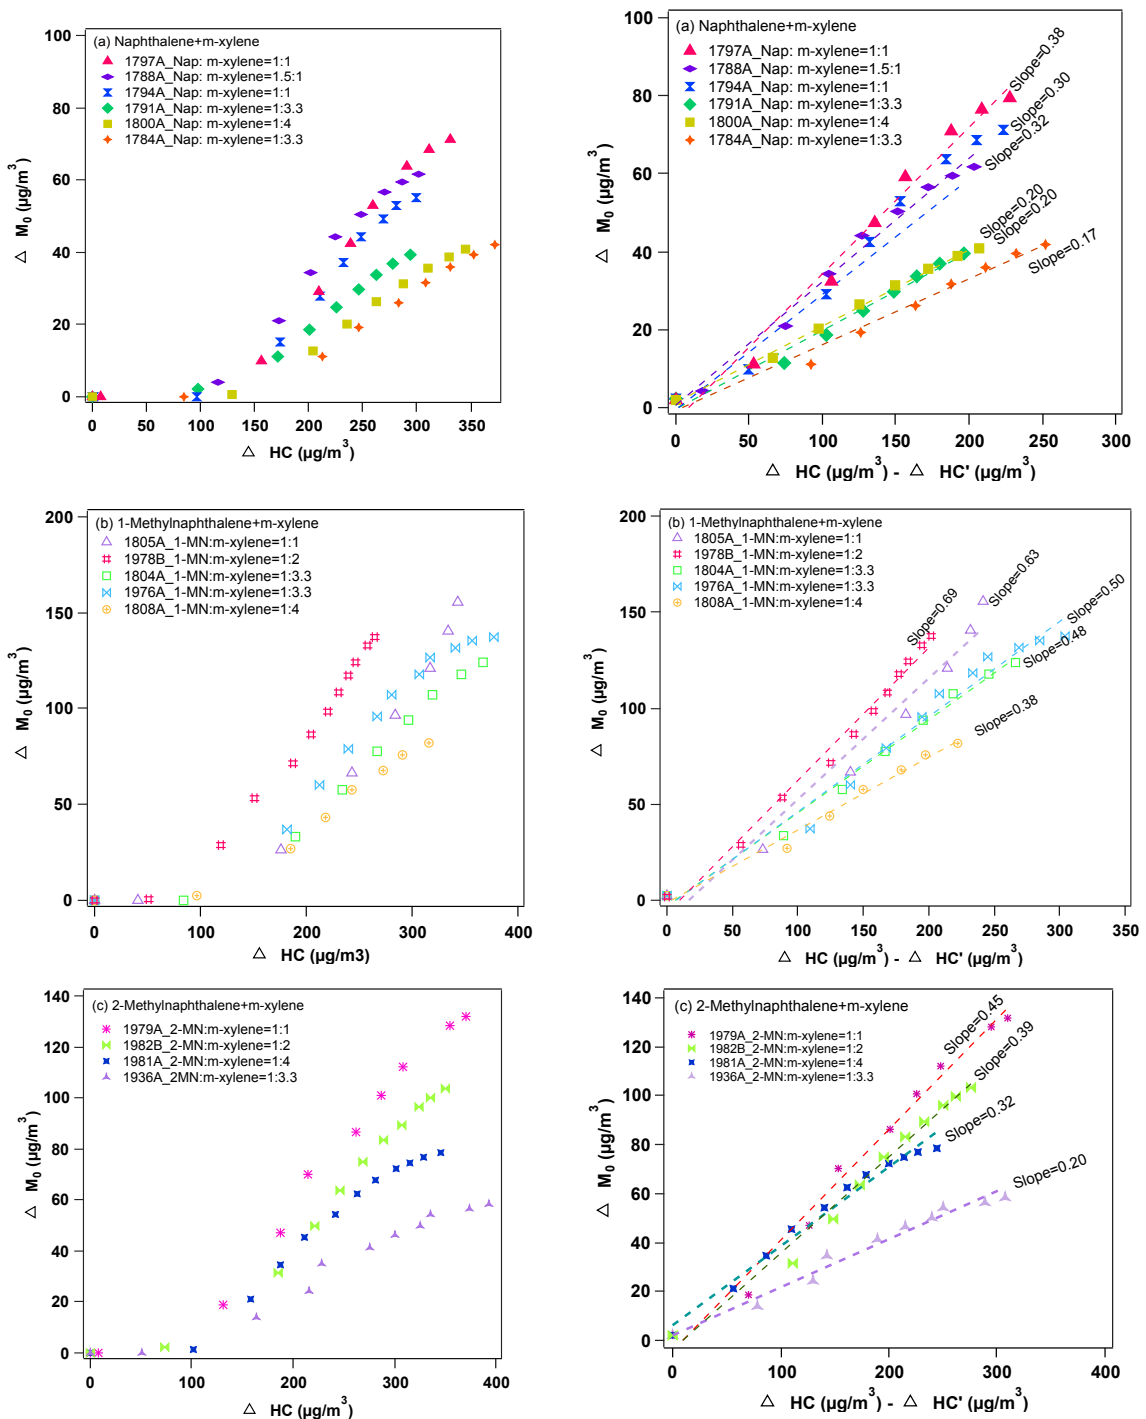 (a) Naphthalene+m-xylene
1797A_Nap: m-xylene=1:1
1788A_Nap: m-xylene=1.5:1
1794A_Nap: m-xylene=1:1
1791A_Nap: m-xylene=1:3.3
1800A_Nap: m-xylene=1:4
1784A_Nap: m-xylene=1:3.3
100
80
60
40
20
0
△ M0 (µg/m3)
0 50 100 150 200 250 300 350
△ HC (µg/m3)
(a) Naphthalene+m-xylene
1797A_Nap: m-xylene=1:1
1788A_Nap: m-xylene=1.5:1
1794A_Nap: m-xylene=1:1
1791A_Nap: m-xylene=1:3.3
1800A_Nap: m-xylene=1:4
1784A_Nap: m-xylene=1:3.3
Slope=0.38
Slope=0.30
Slope=0.32
Slope=0.20
Slope=0.20
Slope=0.17
100
80
60
40
20
0
△ M0 (µg/m3)
0 50 100 150 200 250 300
△ HC (µg/m3) - △ HC' (µg/m3)
(b) 1-Methylnaphthalene+m-xylene
1805A_1-MN:m-xylene=1:1
1978B_1-MN:m-xylene=1:2
1804A_1-MN:m-xylene=1:3.3
1976A_1-MN:m-xylene=1:3.3
1808A_1-MN:m-xylene=1:4
200
150
100
50
0
△ M0 (µg/m3)
0 100 200 300 400
△ HC (µg/m3)
(b) 1-Methylnaphthalene+m-xylene
1805A_1-MN:m-xylene=1:1
1978B_1-MN:m-xylene=1:2
1804A_1-MN:m-xylene=1:3.3
1976A_1-MN:m-xylene=1:3.3
1808A_1-MN:m-xylene=1:4
Slope=0.69
Slope=0.63
Slope=0.50
Slope=0.48
Slope=0.38
200
150
100
50
0
△ M0 (µg/m3)
0 50 100 150 200 250 300 350
△ HC (µg/m3) - △ HC' (µg/m3)
(c) 2-Methylnaphthalene+m-xylene
1979A_2-MN:m-xylene=1:1
1982B_2-MN:m-xylene=1:2
1981A_2-MN:m-xylene=1:4
1936A_2MN:m-xylene=1:3.3
140
120
100
80
60
40
20
0
△ M0 (µg/m3)
0 100 200 300 400
△ HC (µg/m3)
(c) 2-Methylnaphthalene+m-xylene
1979A_2-MN:m-xylene=1:1
1982B_2-MN:m-xylene=1:2
1981A_2-MN:m-xylene=1:4
1936A_2-MN:m-xylene=1:3.3
Slope=0.45
Slope=0.39
Slope=0.32
Slope=0.20
140
120
100
80
60
40
20
0
△ M0 (µg/m3)
0 100 200 300 400
△ HC (µg/m3) - △ HC' (µg/m3)